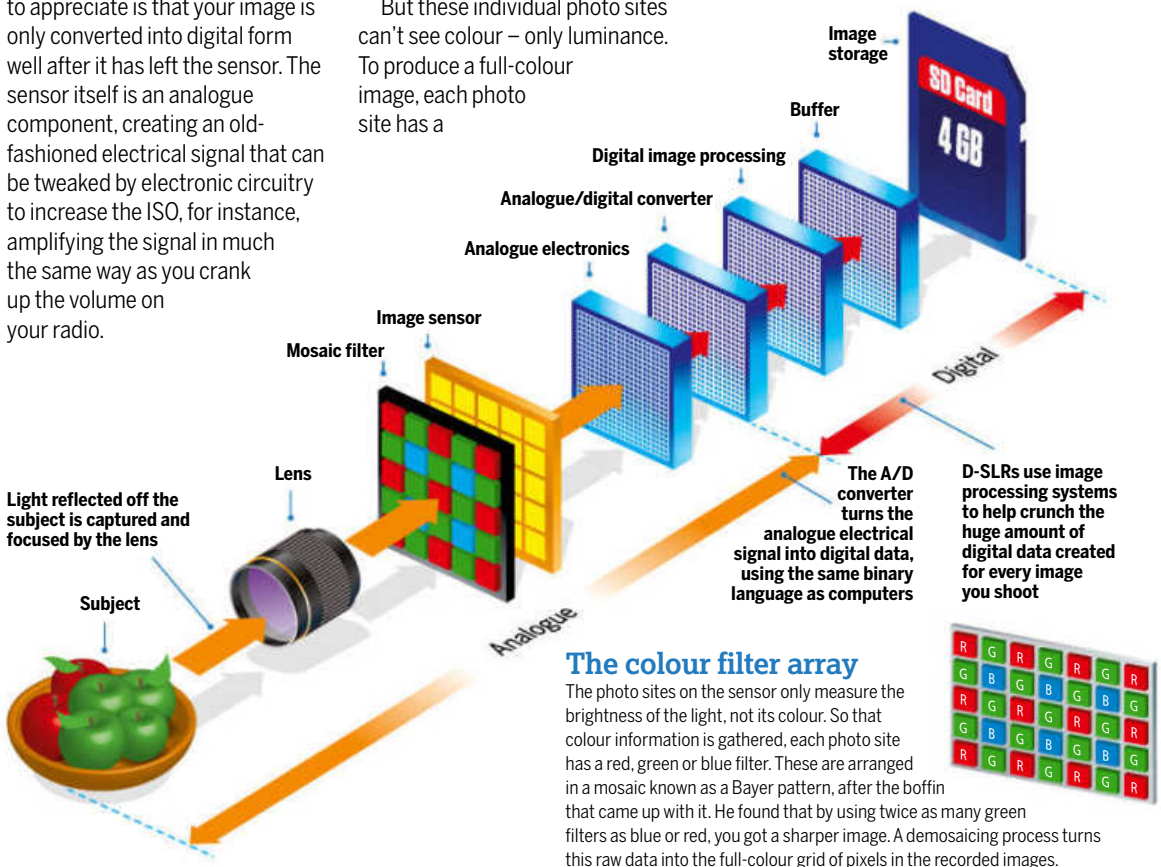 to appreciate is that your image is
only converted into digital form
well after it has left the sensor. The
sensor itself is an analogue
component, creating an old-
fashioned electrical signal that can
be tweaked by electronic circuitry
to increase the ISO, for instance,
amplifying the signal in much
the same way as you crank
up the volume on
your radio.
But these individual photo sites
can't see colour – only luminance.
To produce a full-colour
image, each photo
site has a
Image
storage
SD Card
4 GB
Buffer
Digital image processing
Analogue/digital converter
Analogue electronics
Image sensor
Mosaic filter
Lens
Light reflected off the
subject is captured and
focused by the lens
Subject
Analogue
Digital
The A/D
converter
turns the
analogue electrical
signal into digital data,
using the same binary
language as computers
D-SLRs use image
processing systems
to help crunch the
huge amount of
digital data created
for every image
you shoot
The colour filter array
The photo sites on the sensor only measure the
brightness of the light, not its colour. So that
colour information is gathered, each photo site
has a red, green or blue filter. These are arranged
in a mosaic known as a Bayer pattern, after the boffin
that came up with it. He found that by using twice as many green
filters as blue or red, you got a sharper image. A demosaicing process turns
this raw data into the full-colour grid of pixels in the recorded images.
R G R G R G R
G B G B G B G
R G R G R G R
G B G B G B G
R G R G R G R